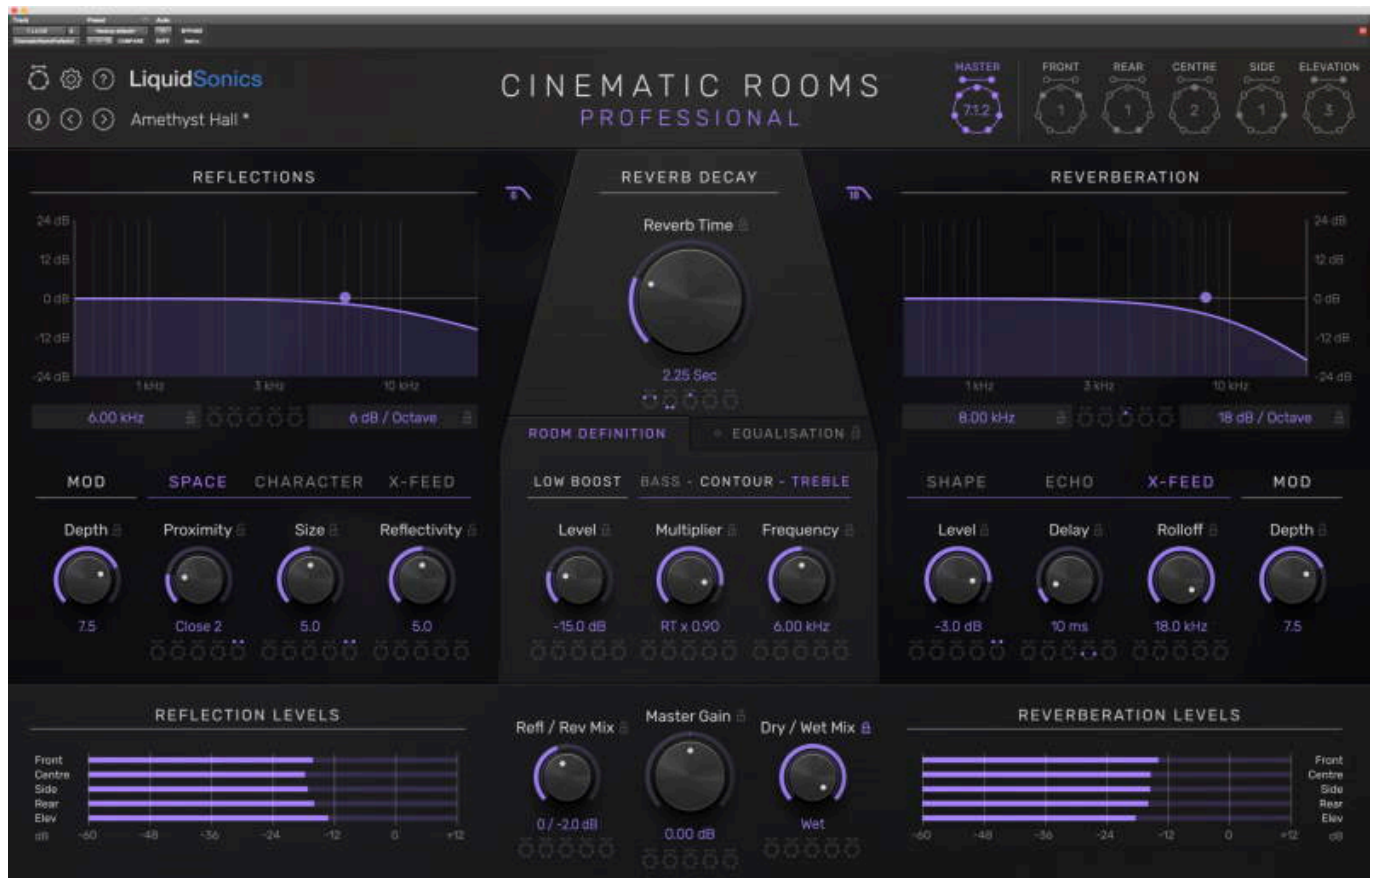 Track Preset Auto
COMPARE SAFE
BYPASS
? LiquidSonics
Amethyst Hall *
CINEMATIC ROOMS
PROFESSIONAL
MASTER FRONT REAR CENTRE SIDE ELEVATION
7.1.2 1 1 2 1 3
REFLECTIONS
24 dB
12 dB
0 dB
-12 dB
-24 dB
1 kHz 3 kHz 10 kHz
6.00 kHz 6 dB / Octave
6
REVERB DECAY
Reverb Time
2.25 Sec
18
REVERBERATION
24 dB
12 dB
0 dB
-12 dB
-24 dB
1 kHz 3 kHz 10 kHz
8.00 kHz 18 dB / Octave
ROOM DEFINITION EQUALISATION
MOD SPACE CHARACTER X-FEED
Depth Proximity Size Reflectivity
7.5 Close 2 5.0 5.0
LOW BOOST BASS - CONTOUR - TREBLE
Level Multiplier Frequency
-15.0 dB RT x 0.90 6.00 kHz
SHAPE ECHO X-FEED MOD
Level Delay Rolloff Depth
-3.0 dB 10 ms 18.0 kHz 7.5
REFLECTION LEVELS
Front
Centre
Side
Rear
Elev
dB -60 -48 -36 -24 -12 0 +12
Refl / Rev Mix Master Gain Dry / Wet Mix
0 / -2.0 dB 0.00 dB Wet
REVERBERATION LEVELS
Front
Centre
Side
Rear
Elev
-60 -48 -36 -24 -12 0 +12 dB